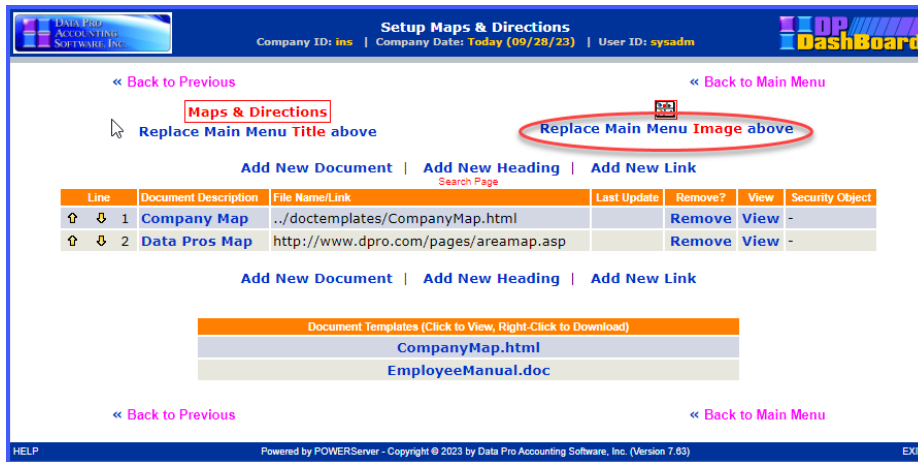 DATA PRO
ACCOUNTING
SOFTWARE, INC.
Setup Maps & Directions
Company ID: ins | Company Date: Today (09/28/23) | User ID: sysadm
DP
DashBoard
« Back to Previous
« Back to Main Menu
Maps & Directions
Replace Main Menu Title above
Replace Main Menu Image above
Add New Document | Add New Heading | Add New Link
Search Page
Line Document Description File Name/Link Last Update Remove? View Security Object
1 Company Map ../doctemplates/CompanyMap.html Remove View -
2 Data Pros Map http://www.dpro.com/pages/areamap.asp Remove View -
Add New Document | Add New Heading | Add New Link
Document Templates (Click to View, Right-Click to Download)
CompanyMap.html
EmployeeManual.doc
« Back to Previous
« Back to Main Menu
HELP
Powered by POWERServer - Copyright © 2023 by Data Pro Accounting Software, Inc. (Version 7.63)